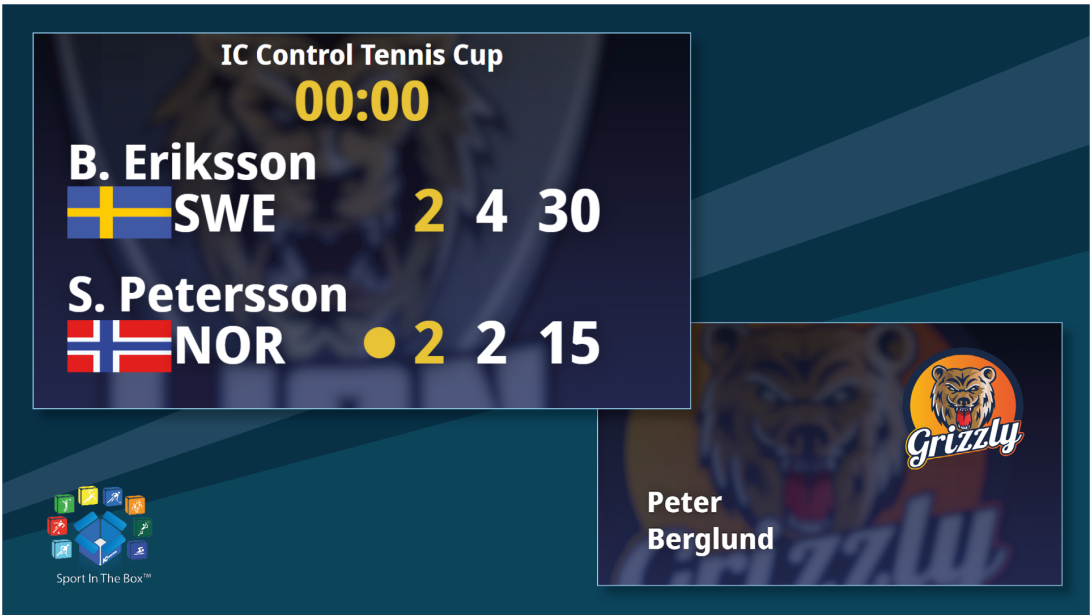 IC Control Tennis Cup
00:00
B. Eriksson
SWE 2 4 30
S. Petersson
NOR 2 2 15
Grizzly
Peter
Berglund
Sport In The Box™